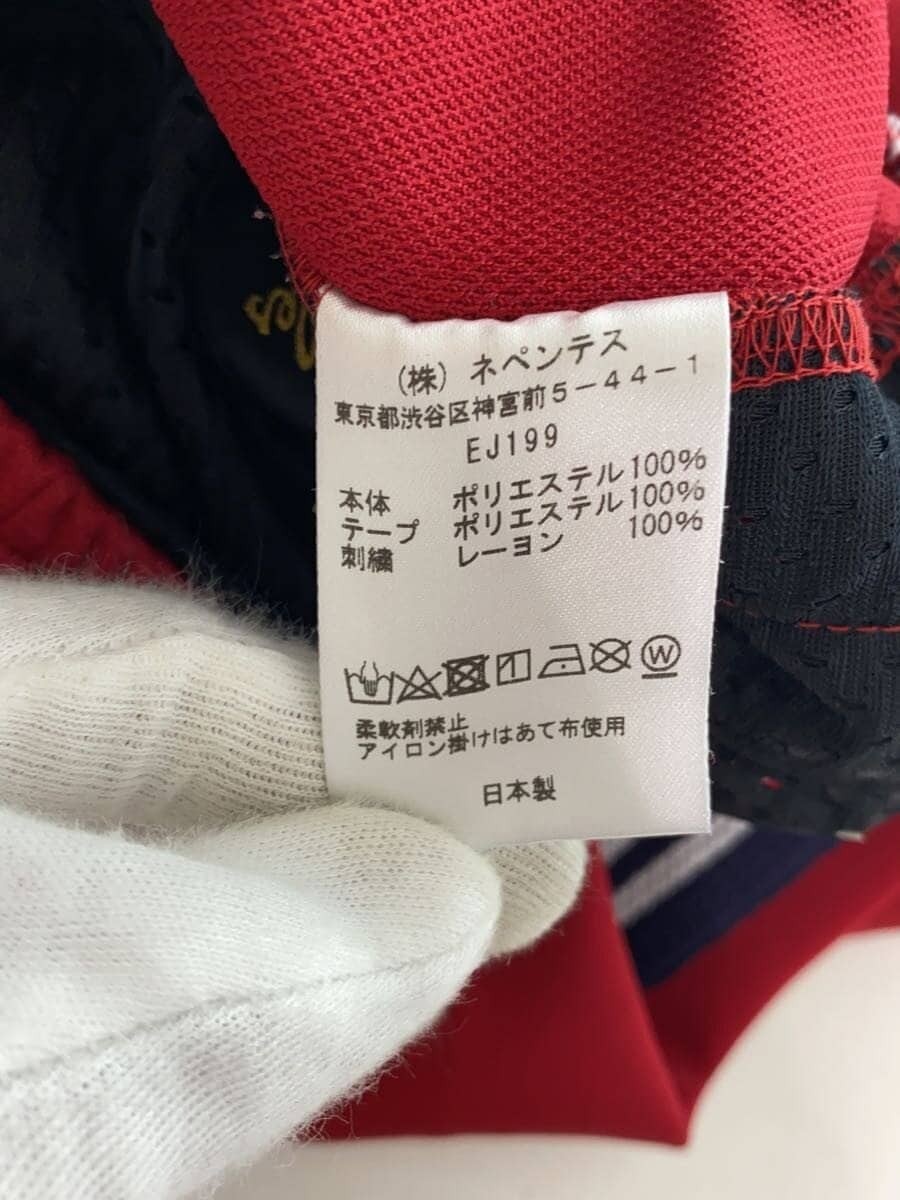 (株) ネペンテス
東京都渋谷区神宮前5-44-1
EJ199
本体 ポリエステル100%
テープ ポリエステル100%
刺繍 レーヨン 100%
W
柔軟剤禁止
アイロン掛けはあて布使用
日本製